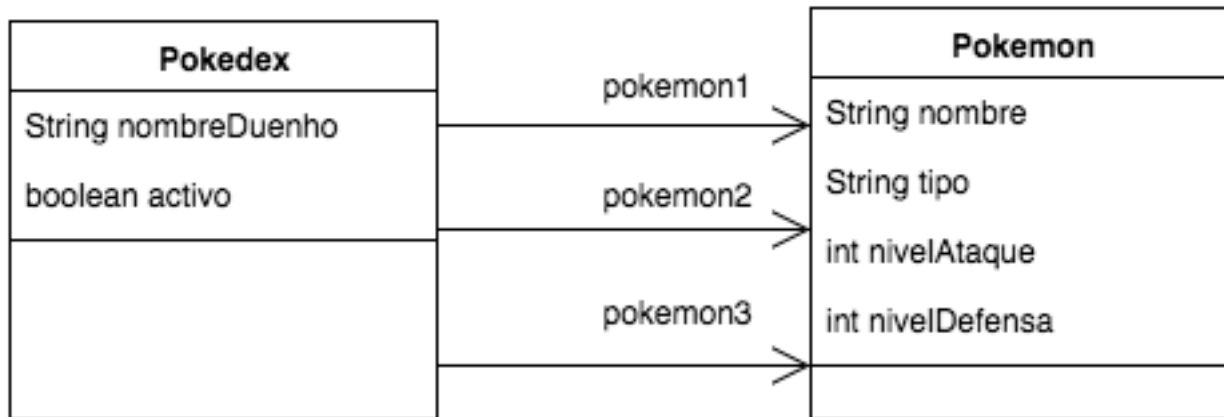 Pokedex
String nombreDuenho
boolean activo
pokemon1
pokemon2
pokemon3
Pokemon
String nombre
String tipo
int nivelAtaque
int nivelDefensa